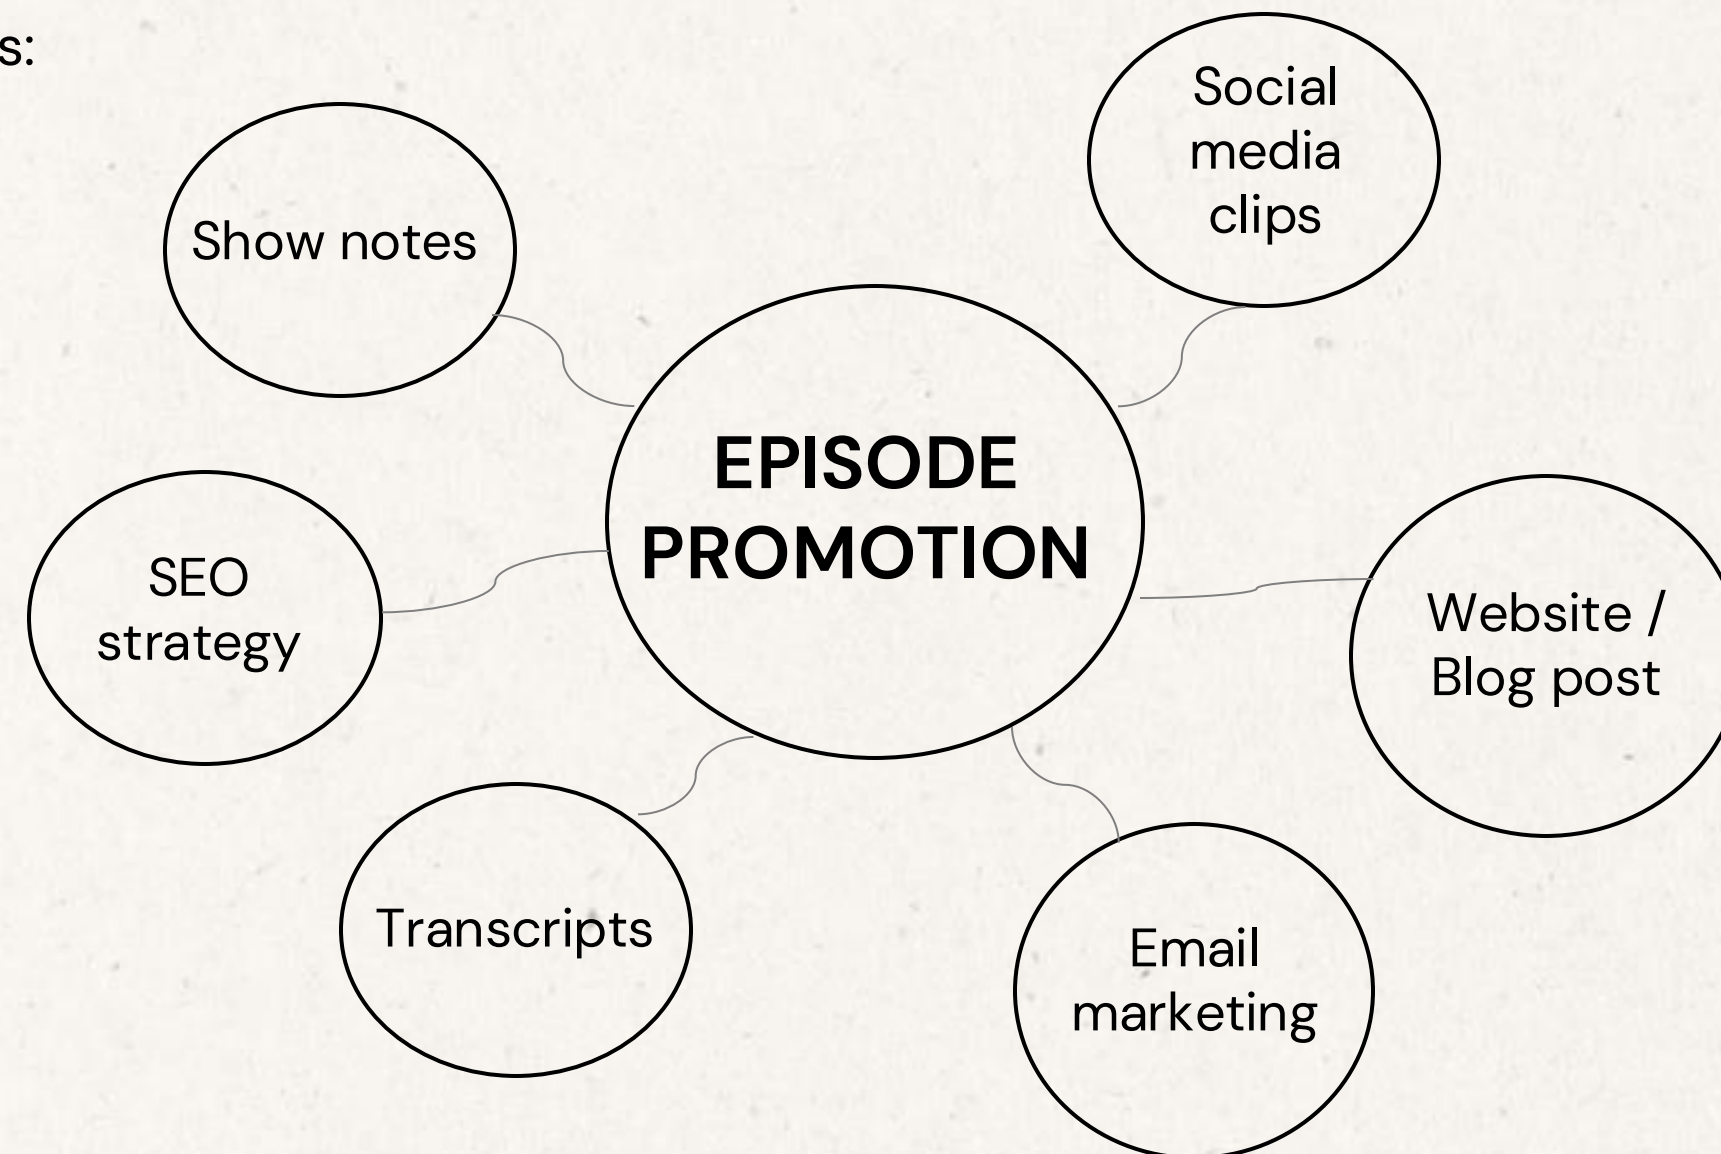 s:
Social
media
clips
Show notes
EPISODE
PROMOTION
SEO
strategy
Website /
Blog post
Transcripts
Email
marketing